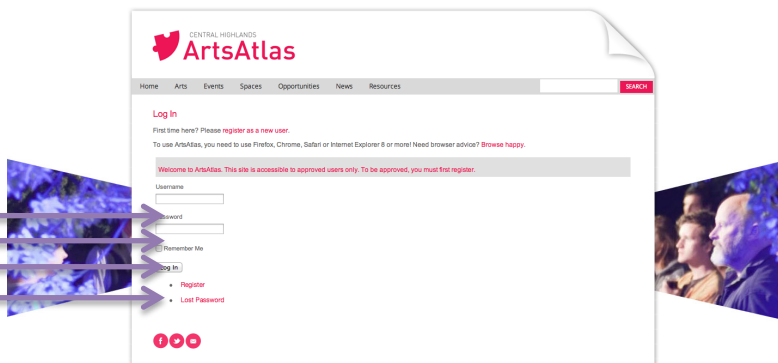 CENTRAL HIGHLANDS
ArtsAtlas
Home Arts Events Spaces Opportunities News Resources SEARCH
Log In
First time here? Please register as a new user.
To use ArtsAtlas, you need to use Firefox, Chrome, Safari or Internet Explorer 8 or more! Need browser advice? Browse happy.
Welcome to ArtsAtlas. This site is accessible to approved users only. To be approved, you must first register.
Username
Password
Remember Me
Log In
Register
Lost Password